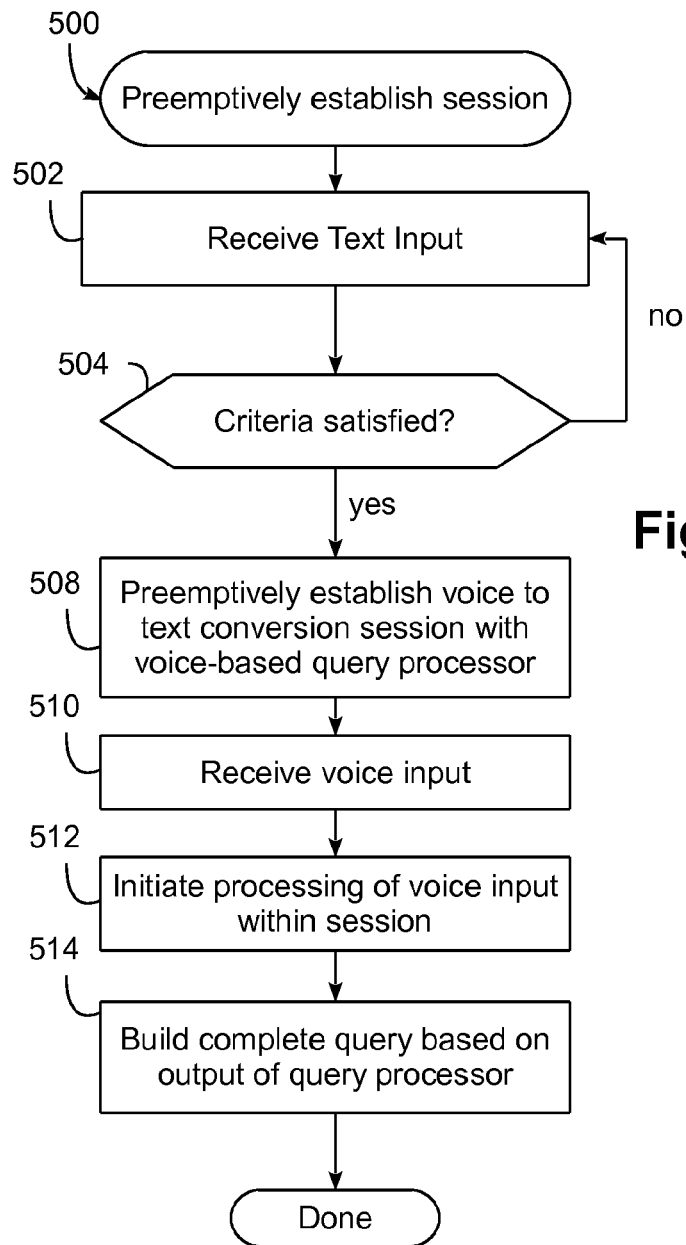 500
Preemptively establish session
502
Receive Text Input
no
504
Criteria satisfied?
yes
Fig
508
Preemptively establish voice to
text conversion session with
voice-based query processor
510
Receive voice input
512
Initiate processing of voice input
within session
514
Build complete query based on
output of query processor
Done